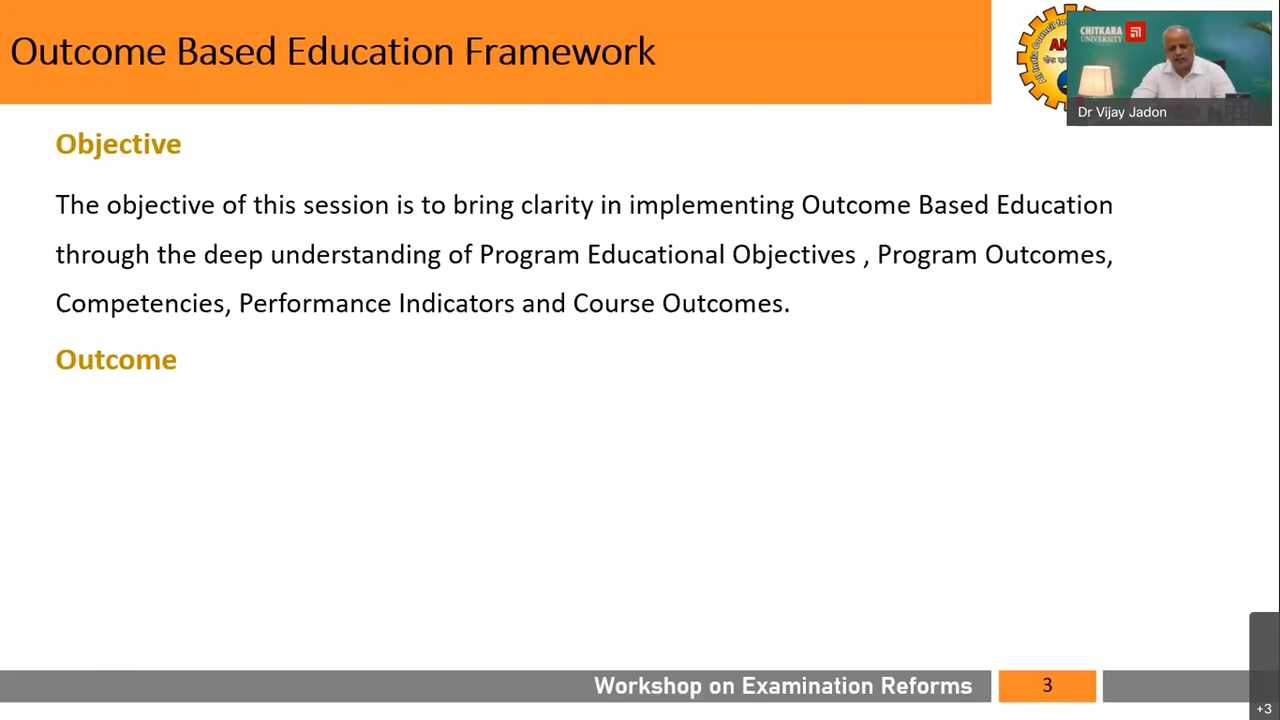 Outcome Based Education Framework
CHITKARA
UNIVERSITY
Dr Vijay Jadon
Objective
The objective of this session is to bring clarity in implementing Outcome Based Education
through the deep understanding of Program Educational Objectives , Program Outcomes,
Competencies, Performance Indicators and Course Outcomes.
Outcome
Workshop on Examination Reforms
3
+3